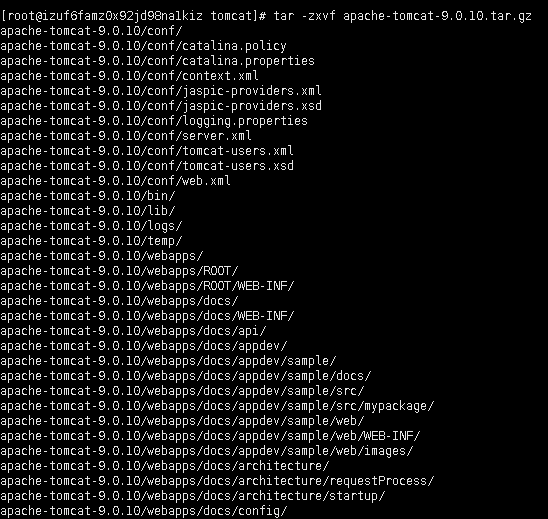 [root@izuf6famz0x92jd98nalkiz tomcat]# tar -zxvf apache-tomcat-9.0.10.tar.gz
apache-tomcat-9.0.10/conf/
apache-tomcat-9.0.10/conf/catalina.policy
apache-tomcat-9.0.10/conf/catalina.properties
apache-tomcat-9.0.10/conf/context.xml
apache-tomcat-9.0.10/conf/jaspic-providers.xml
apache-tomcat-9.0.10/conf/jaspic-providers.xsd
apache-tomcat-9.0.10/conf/logging.properties
apache-tomcat-9.0.10/conf/server.xml
apache-tomcat-9.0.10/conf/tomcat-users.xml
apache-tomcat-9.0.10/conf/tomcat-users.xsd
apache-tomcat-9.0.10/conf/web.xml
apache-tomcat-9.0.10/bin/
apache-tomcat-9.0.10/lib/
apache-tomcat-9.0.10/logs/
apache-tomcat-9.0.10/temp/
apache-tomcat-9.0.10/webapps/
apache-tomcat-9.0.10/webapps/ROOT/
apache-tomcat-9.0.10/webapps/ROOT/WEB-INF/
apache-tomcat-9.0.10/webapps/docs/
apache-tomcat-9.0.10/webapps/docs/WEB-INF/
apache-tomcat-9.0.10/webapps/docs/api/
apache-tomcat-9.0.10/webapps/docs/appdev/
apache-tomcat-9.0.10/webapps/docs/appdev/sample/
apache-tomcat-9.0.10/webapps/docs/appdev/sample/docs/
apache-tomcat-9.0.10/webapps/docs/appdev/sample/src/
apache-tomcat-9.0.10/webapps/docs/appdev/sample/src/mypackage/
apache-tomcat-9.0.10/webapps/docs/appdev/sample/web/
apache-tomcat-9.0.10/webapps/docs/appdev/sample/web/WEB-INF/
apache-tomcat-9.0.10/webapps/docs/appdev/sample/web/images/
apache-tomcat-9.0.10/webapps/docs/architecture/
apache-tomcat-9.0.10/webapps/docs/architecture/requestProcess/
apache-tomcat-9.0.10/webapps/docs/architecture/startup/
apache-tomcat-9.0.10/webapps/docs/config/